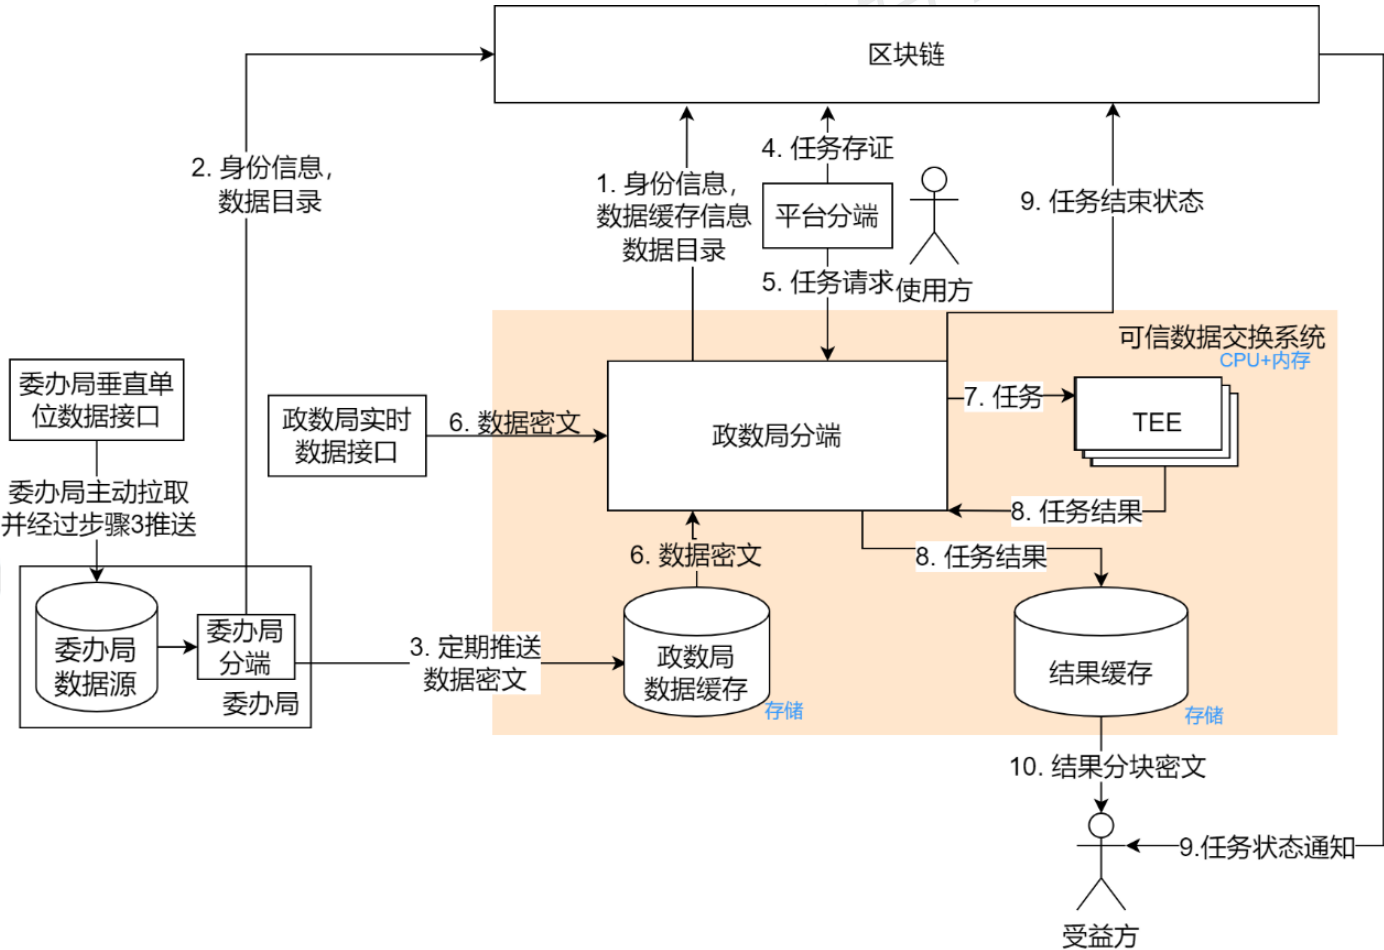 区块链
2. 身份信息，
数据目录
1. 身份信息，
数据缓存信息
数据目录
4. 任务存证
平台分端
5. 任务请求
使用方
9. 任务结束状态
可信数据交换系统
CPU+内存
委办局垂直单
位数据接口
政数局实时
数据接口
6. 数据密文
政数局分端
7. 任务
TEE
委办局主动拉取
并经过步骤3推送
8. 任务结果
6. 数据密文
8. 任务结果
委办局
数据源
委办局
分端
委办局
3. 定期推送
数据密文
政数局
数据缓存
存储
结果缓存
存储
10. 结果分块密文
9.任务状态通知
受益方